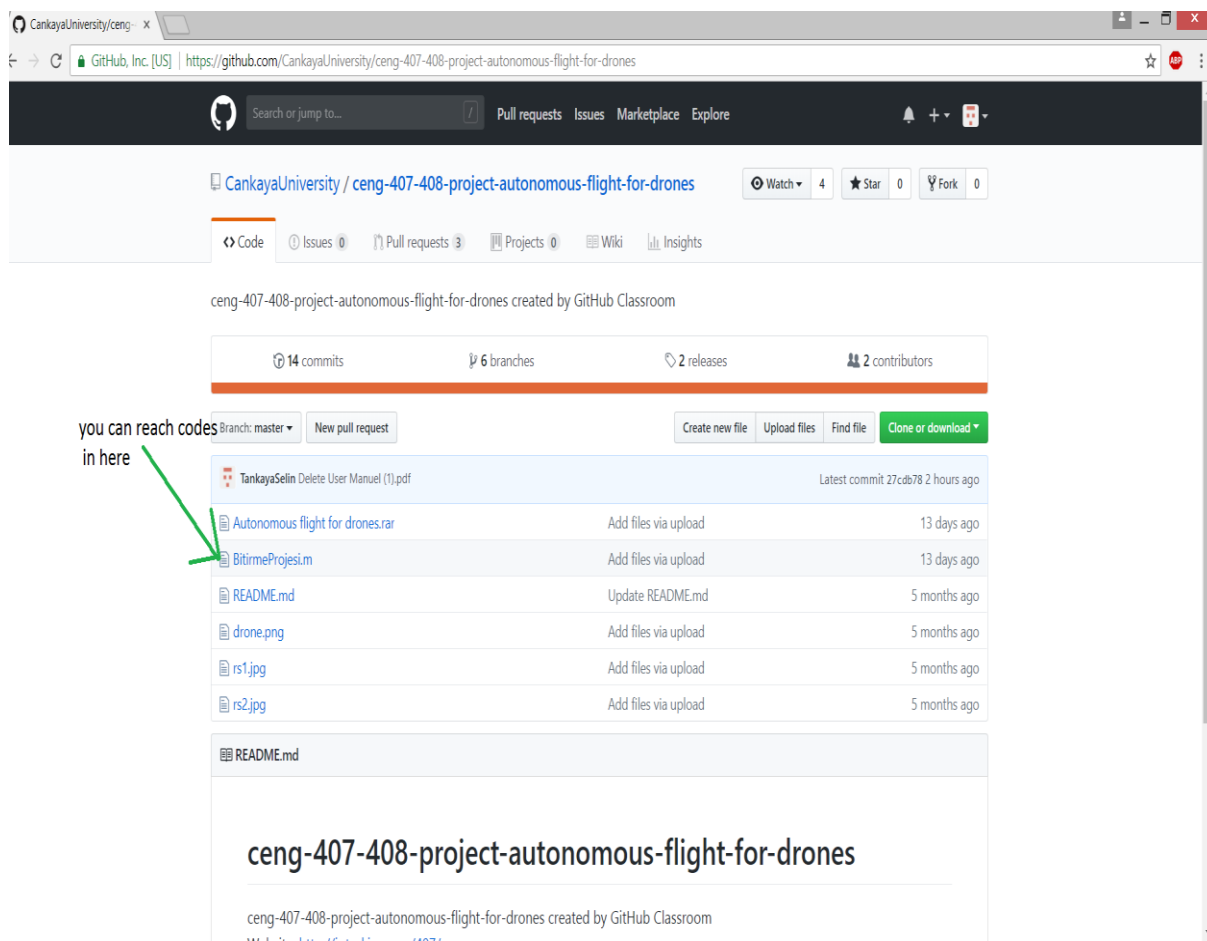 CankayaUniversity/ceng-
GitHub, Inc. [US] | https://github.com/CankayaUniversity/ceng-407-408-project-autonomous-flight-for-drones
ABP
Search or jump to... / Pull requests Issues Marketplace Explore
CankayaUniversity / ceng-407-408-project-autonomous-flight-for-drones Watch 4 Star 0 Fork 0
Code Issues 0 Pull requests 3 Projects 0 Wiki Insights
ceng-407-408-project-autonomous-flight-for-drones created by GitHub Classroom
14 commits 6 branches 2 releases 2 contributors
you can reach codes
in here
Branch: master New pull request Create new file Upload files Find file Clone or download
TankayaSelin Delete User Manuel (1).pdf Latest commit 27cdb78 2 hours ago
Autonomous flight for drones.rar Add files via upload 13 days ago
BitirmeProjesi.m Add files via upload 13 days ago
README.md Update README.md 5 months ago
drone.png Add files via upload 5 months ago
rs1.jpg Add files via upload 5 months ago
rs2.jpg Add files via upload 5 months ago
README.md
ceng-407-408-project-autonomous-flight-for-drones
ceng-407-408-project-autonomous-flight-for-drones created by GitHub Classroom